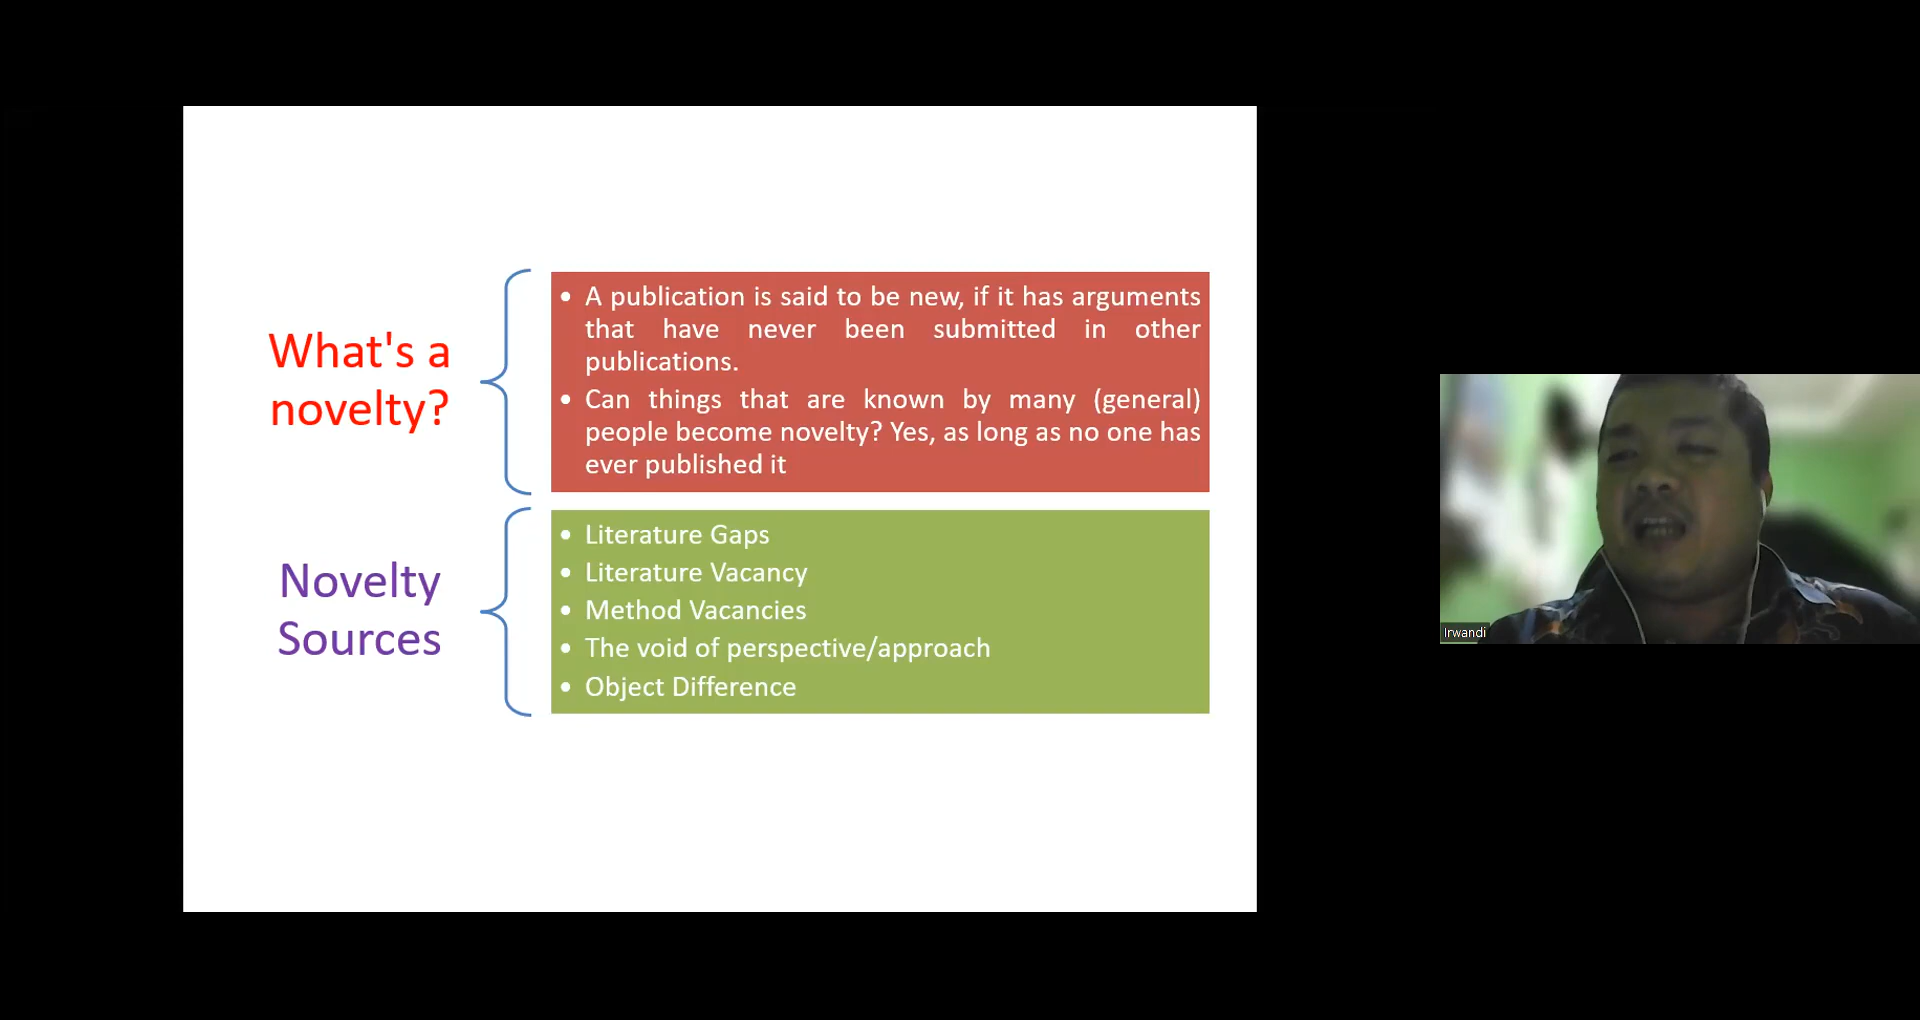 What's a
novelty?
• A publication is said to be new, if it has arguments
that have never been submitted in other
publications.
• Can things that are known by many (general)
people become novelty? Yes, as long as no one has
ever published it
Novelty
Sources
• Literature Gaps
• Literature Vacancy
• Method Vacancies
• The void of perspective/approach
• Object Difference
Irwandi